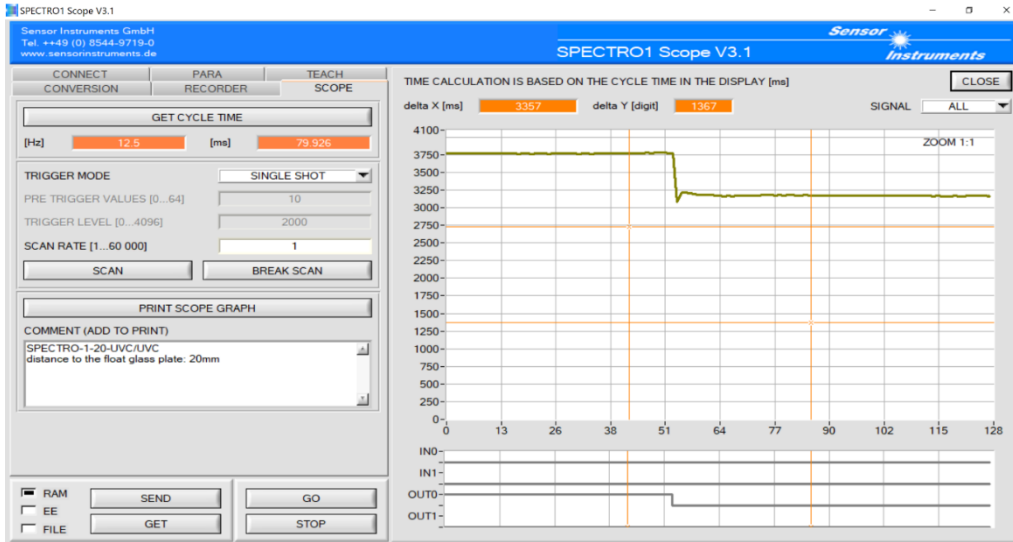 SPECTRO1 Scope V3.1
Sensor Instruments GmbH
Tel. ++49 (0) 8544-9719-0
www.sensorinstruments.de
SPECTRO1 Scope V3.1
Sensor
Instruments
CONNECT PARA TEACH
CONVERSION RECORDER SCOPE
GET CYCLE TIME
[Hz] 12.5 [ms] 79.926
TRIGGER MODE SINGLE SHOT
PRE TRIGGER VALUES [0...64] 10
TRIGGER LEVEL [0...4096] 2000
SCAN RATE [1...60 000] 1
SCAN BREAK SCAN
PRINT SCOPE GRAPH
COMMENT (ADD TO PRINT)
SPECTRO-1-20-UVC/UVC
distance to the float glass plate: 20mm
RAM
EE
FILE
SEND GO
GET STOP
TIME CALCULATION IS BASED ON THE CYCLE TIME IN THE DISPLAY [ms] CLOSE
delta X [ms] 3357 delta Y [digit] 1367 SIGNAL ALL
ZOOM 1:1
4100
3750
3500
3250
3000
2750
2500
2250
2000
1750
1500
1250
1000
750
500
250
0
0 13 26 38 51 64 77 90 102 115 128
IN0
IN1
OUT0
OUT1